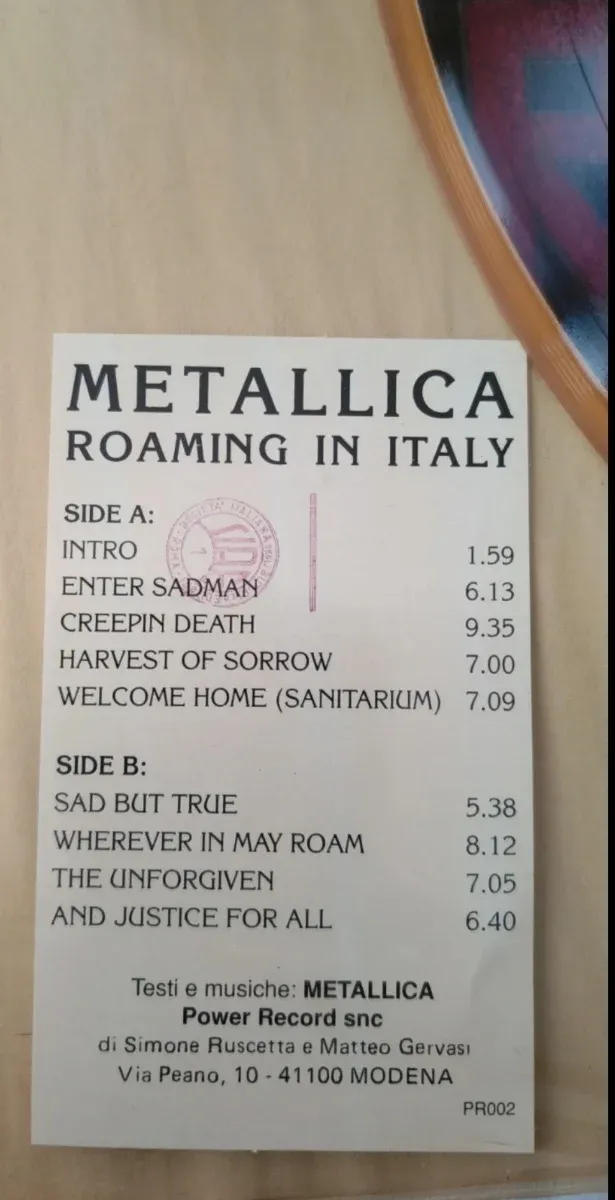 METALLICA
ROAMING IN ITALY
SIDE A:
INTRO 1.59
ENTER SADMAN 6.13
CREEPIN DEATH 9.35
HARVEST OF SORROW 7.00
WELCOME HOME (SANITARIUM) 7.09
SIDE B:
SAD BUT TRUE 5.38
WHEREVER IN MAY ROAM 8.12
THE UNFORGIVEN 7.05
AND JUSTICE FOR ALL 6.40
Testi e musiche: METALLICA
Power Record snc
di Simone Ruscetta e Matteo Gervasi
Via Peano, 10 - 41100 MODENA
PR002